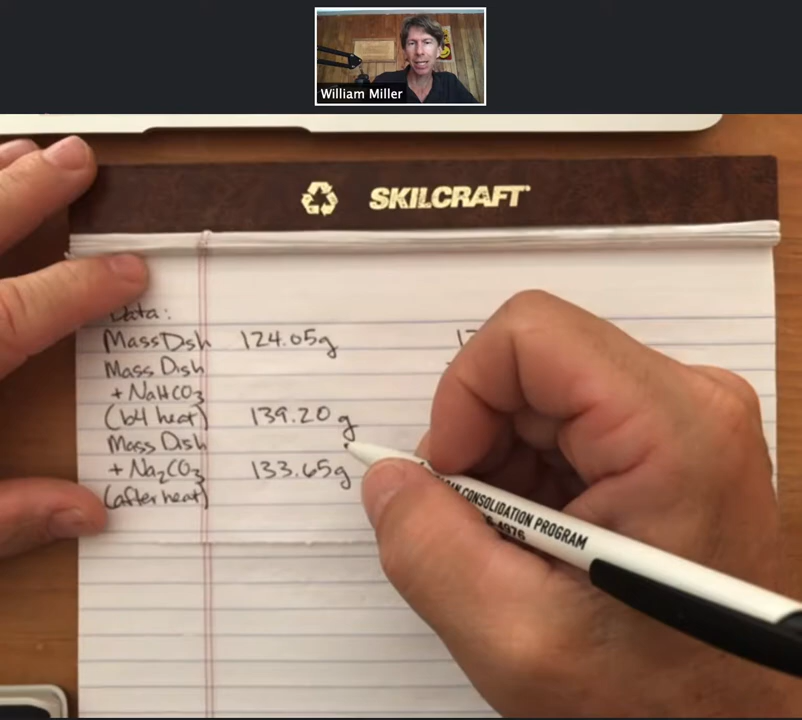 William Miller
SKILCRAFT
Data:
Mass Dish 124.05g
Mass Dish
+ NaHCO3
(b4 heat) 139.20 g
Mass Dish
+ Na2CO3 133.65g
(after heat)
CONSOLIDATION PROGRAM